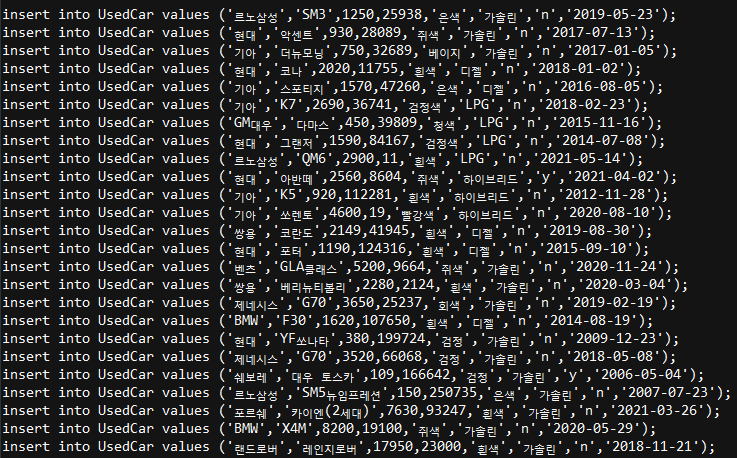 insert into UsedCar values ('르노삼성','SM3',1250,25938,'은색','가솔린','n','2019-05-23');
insert into UsedCar values ('현대','악센트',930,28089,'쥐색','가솔린','n','2017-07-13');
insert into UsedCar values ('기아','더뉴모닝',750,32689,'베이지','가솔린','n','2017-01-05');
insert into UsedCar values ('현대','코나',2020,11755,'흰색','디젤','n','2018-01-02');
insert into UsedCar values ('기아','스포티지',1570,47260,'은색','디젤','n','2016-08-05');
insert into UsedCar values ('기아','K7',2690,36741,'검정색','LPG','n','2018-02-23');
insert into UsedCar values ('GM대우','다마스',450,39809,'청색','LPG','n','2015-11-16');
insert into UsedCar values ('현대','그랜저',1590,84167,'검정색','LPG','n','2014-07-08');
insert into UsedCar values ('르노삼성','QM6',2900,11,'흰색','LPG','n','2021-05-14');
insert into UsedCar values ('현대','아반떼',2560,8604,'쥐색','하이브리드','y','2021-04-02');
insert into UsedCar values ('기아','K5',920,112281,'흰색','하이브리드','n','2012-11-28');
insert into UsedCar values ('기아','쏘렌토',4600,19,'빨강색','하이브리드','n','2020-08-10');
insert into UsedCar values ('쌍용','코란도',2149,41945,'흰색','디젤','n','2019-08-30');
insert into UsedCar values ('현대','포터',1190,124316,'흰색','디젤','n','2015-09-10');
insert into UsedCar values ('벤츠','GLA클래스',5200,9664,'쥐색','가솔린','n','2020-11-24');
insert into UsedCar values ('쌍용','베리뉴티볼리',2280,2124,'흰색','가솔린','n','2020-03-04');
insert into UsedCar values ('제네시스','G70',3650,25237,'회색','가솔린','n','2019-02-19');
insert into UsedCar values ('BMW','F30',1620,107650,'흰색','디젤','n','2014-08-19');
insert into UsedCar values ('현대','YF쏘나타',380,199724,'검정','가솔린','n','2009-12-23');
insert into UsedCar values ('제네시스','G70',3520,66068,'검정','가솔린','n','2018-05-08');
insert into UsedCar values ('쉐보레','대우 토스카',109,166642,'검정','가솔린','y','2006-05-04');
insert into UsedCar values ('르노삼성','SM5뉴임프레션',150,250735,'은색','가솔린','n','2007-07-23');
insert into UsedCar values ('포르쉐','카이엔(2세대)',7630,93247,'흰색','가솔린','n','2021-03-26');
insert into UsedCar values ('BMW','X4M',8200,19100,'쥐색','가솔린','n','2020-05-29');
insert into UsedCar values ('랜드로버','레인지로버',17950,23000,'흰색','가솔린','n','2018-11-21');